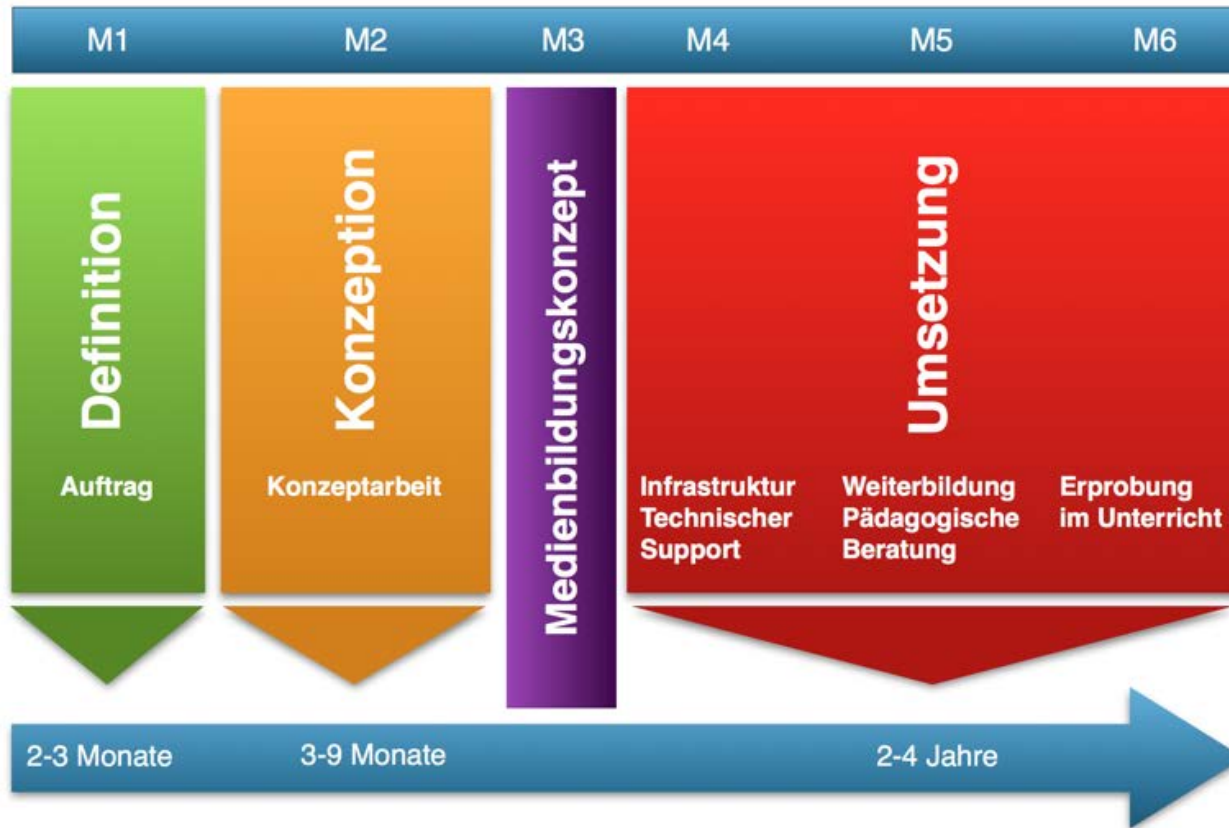 M1 M2 M3 M4 M5 M6
Definition
Auftrag
Konzeption
Konzeptarbeit
Medienbildungskonzept
Umsetzung
Infrastruktur
Technischer
Support
Weiterbildung
Pädagogische
Beratung
Erprobung
im Unterricht
2-3 Monate 3-9 Monate 2-4 Jahre